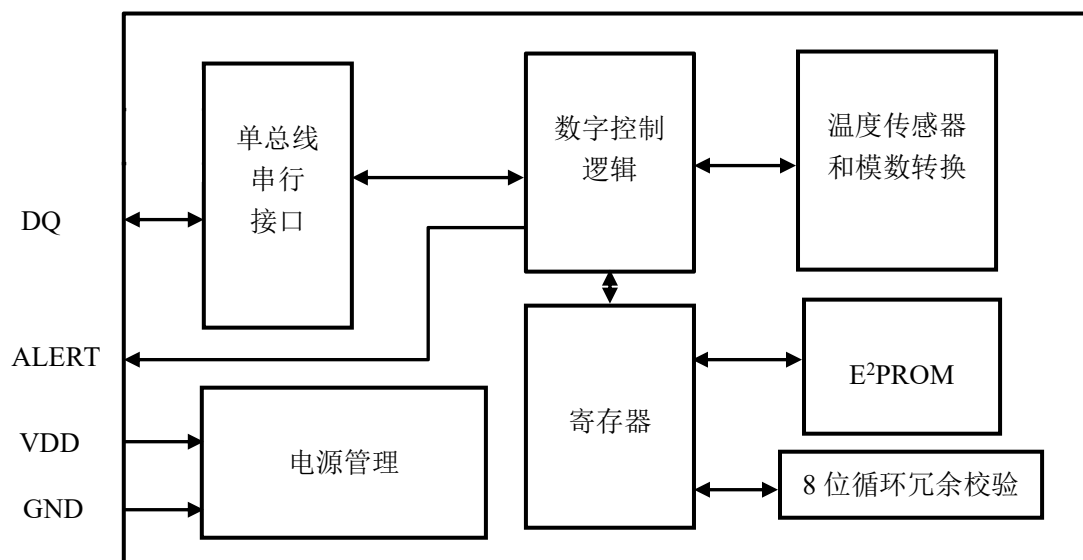 单总线
串行
接口
数字控制
逻辑
温度传感器
和模数转换
DQ
ALERT
E²PROM
VDD
电源管理
寄存器
GND
8 位循环冗余校验